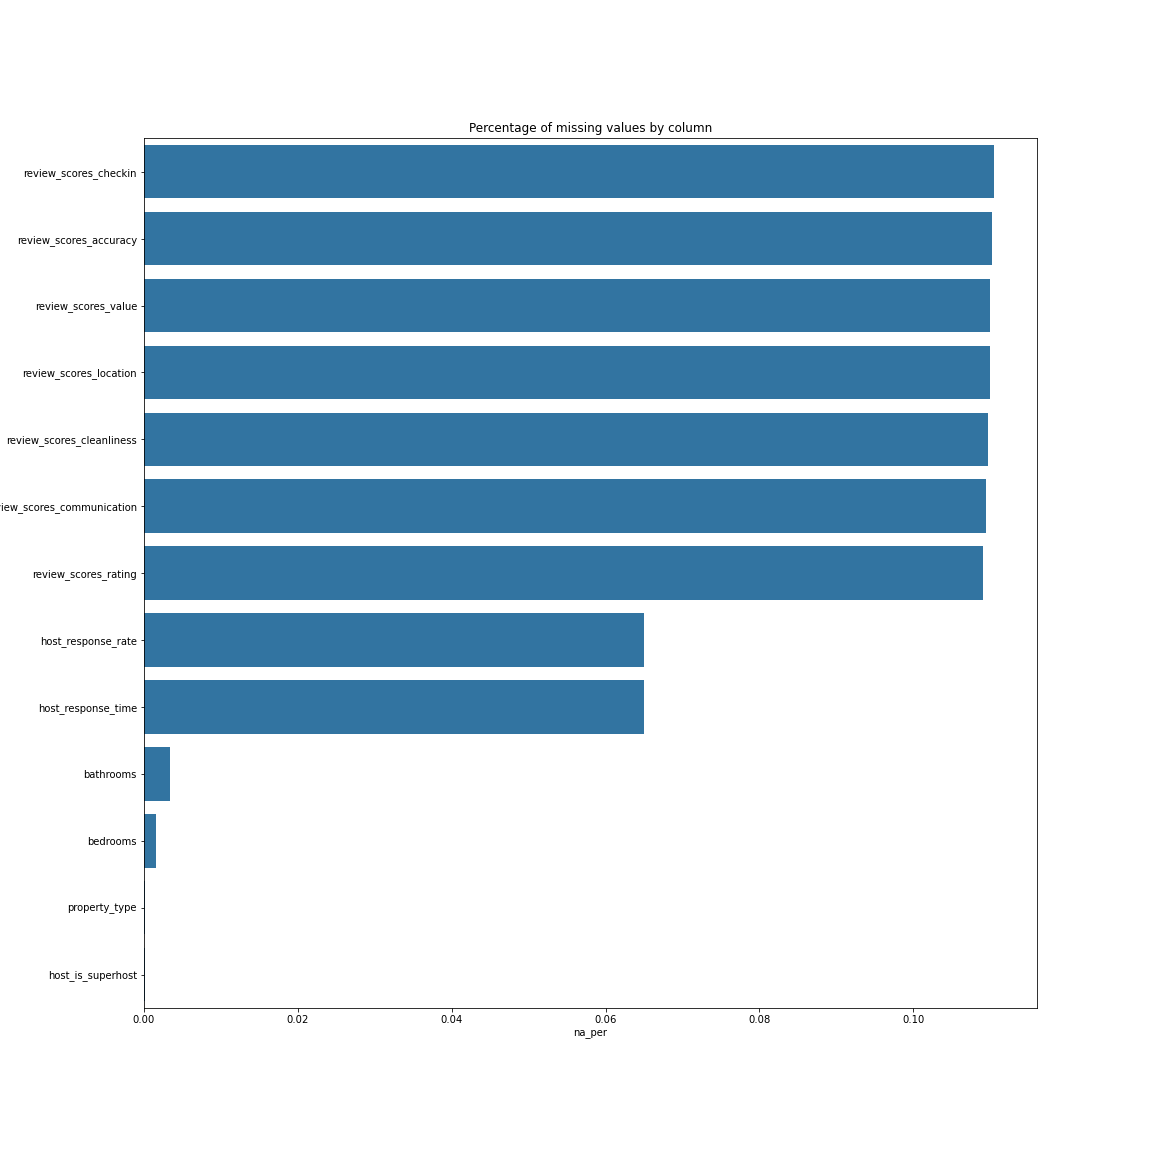 Percentage of missing values by column
review_scores_checkin
review_scores_accuracy
review_scores_value
review_scores_location
review_scores_cleanliness
iew_scores_communication
review_scores_rating
host_response_rate
host_response_time
bathrooms
bedrooms
property_type
host_is_superhost
0.00 0.02 0.04 0.06 0.08 0.10
na_per